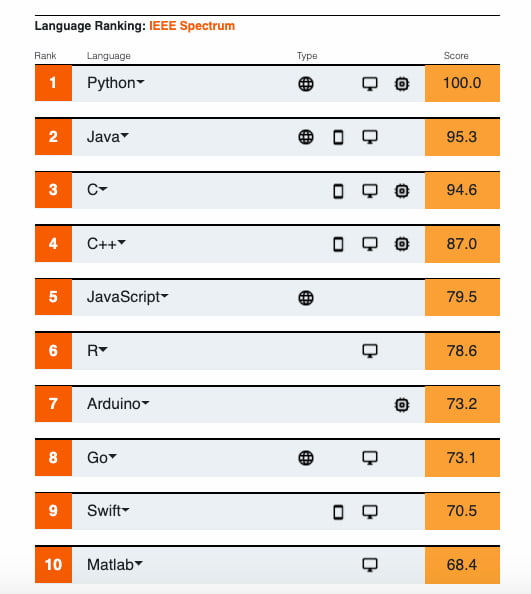 Language Ranking: IEEE Spectrum
Rank Language Type Score
1 Python 100.0
2 Java 95.3
3 C 94.6
4 C++ 87.0
5 JavaScript 79.5
6 R 78.6
7 Arduino 73.2
8 Go 73.1
9 Swift 70.5
10 Matlab 68.4